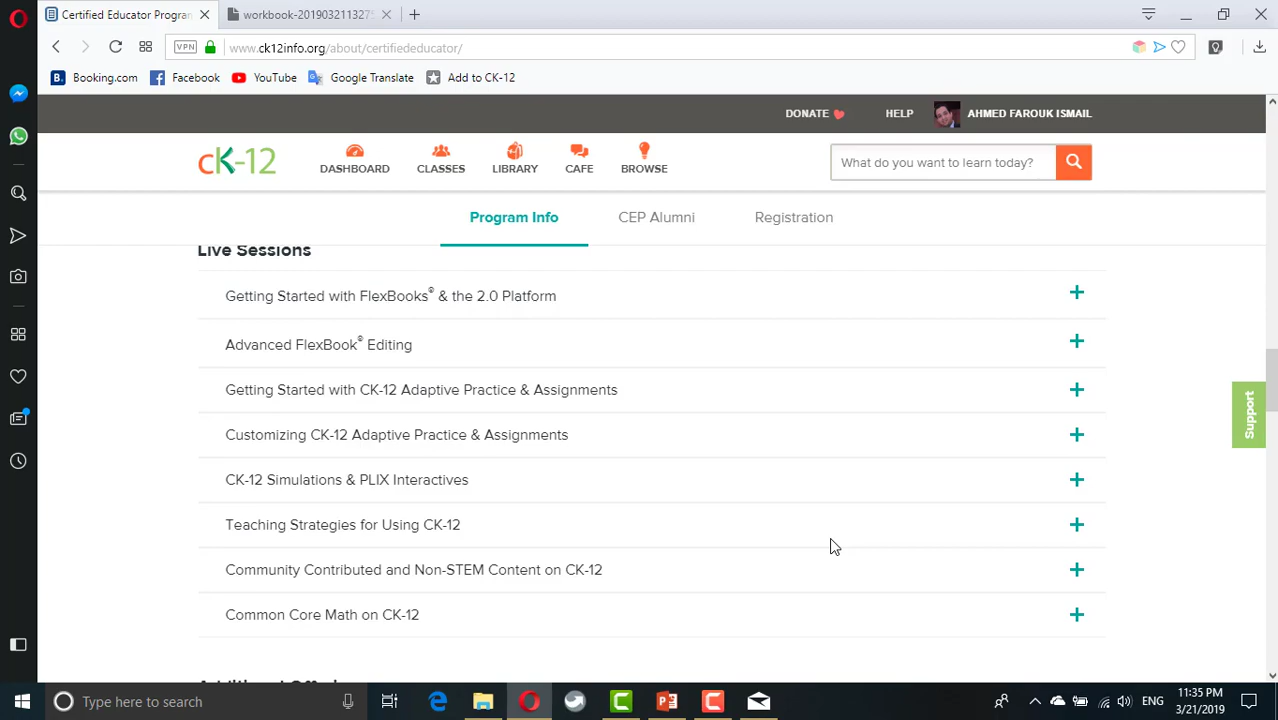 Certified Educator Program
workbook-20190321132754
VPN
www.ck12info.org/about/certifiededucator/
B. Booking.com
Facebook
YouTube
Google Translate
Add to CK-12
DONATE
HELP
AHMED FAROUK ISMAIL
cK-12
DASHBOARD
CLASSES
LIBRARY
CAFE
BROWSE
What do you want to learn today?
Program Info
CEP Alumni
Registration
Live Sessions
Getting Started with FlexBooks® & the 2.0 Platform
Advanced FlexBook® Editing
Getting Started with CK-12 Adaptive Practice & Assignments
Customizing CK-12 Adaptive Practice & Assignments
CK-12 Simulations & PLIX Interactives
Teaching Strategies for Using CK-12
Community Contributed and Non-STEM Content on CK-12
Common Core Math on CK-12
Support
Type here to search
ENG
11:35 PM
3/21/2019